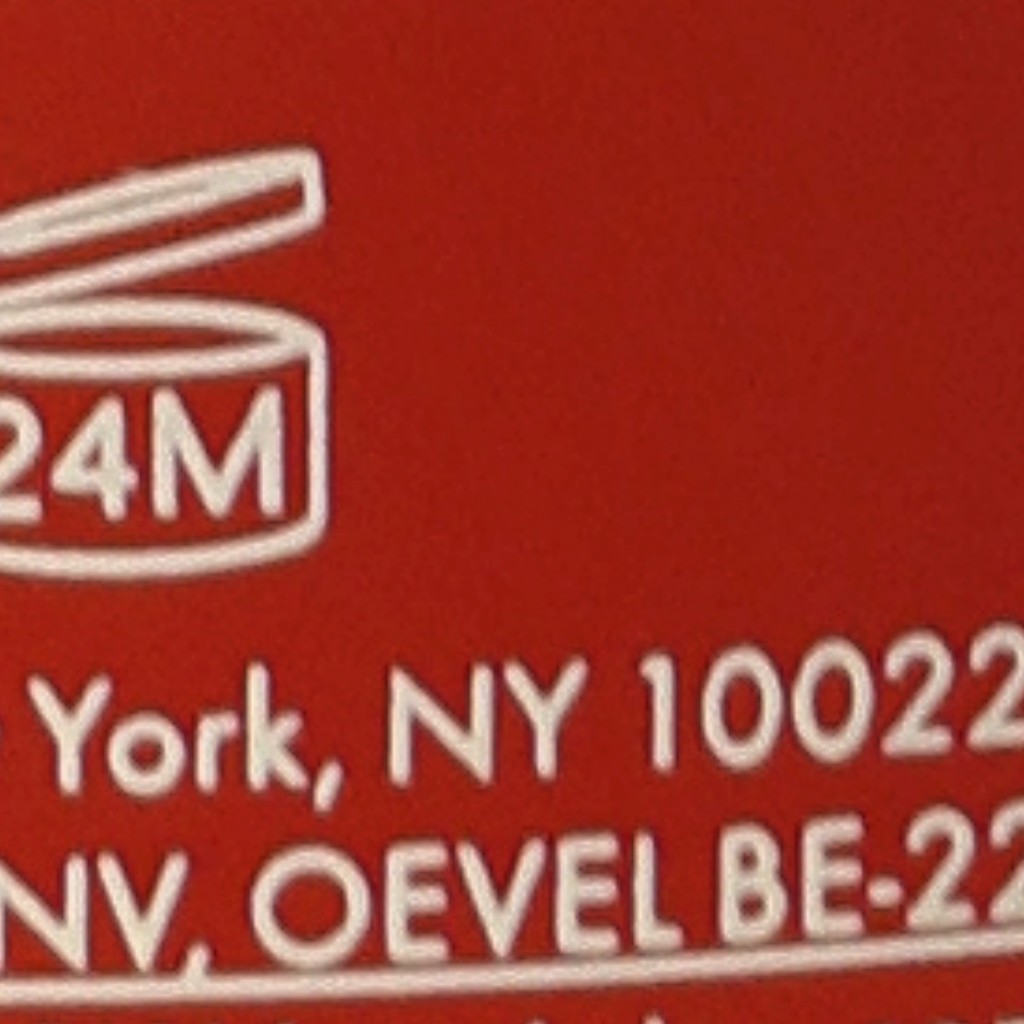 24M
York, NY 10022
NV, OEVEL BE-22